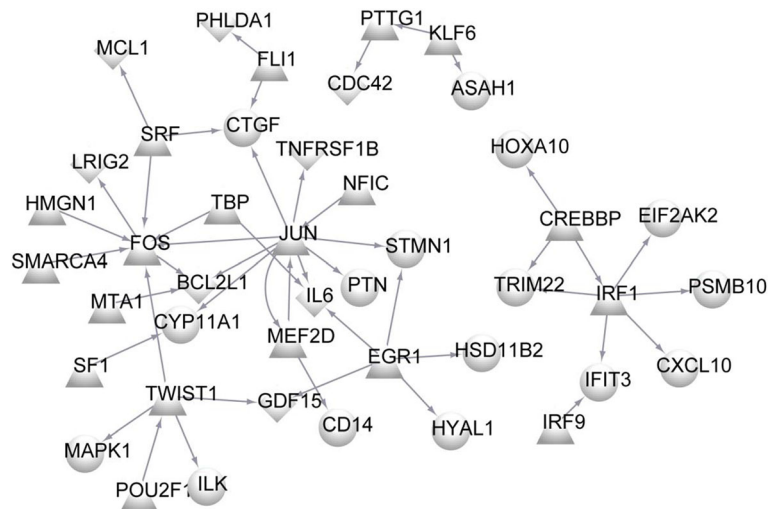 PHLDA1
PTTG1
KLF6
MCL1
FLI1
CDC42
ASAH1
SRF
CTGF
LRIG2
TNFRSF1B
HOXA10
HMGN1
TBP
NFIC
CREBBP
EIF2AK2
FOS
JUN
STMN1
SMARCA4
BCL2L1
IL6
PTN
TRIM22
IRF1
PSMB10
MTA1
CYP11A1
MEF2D
SF1
EGR1
HSD11B2
IFIT3
CXCL10
TWIST1
GDF15
CD14
HYAL1
IRF9
MAPK1
POU2F1
ILK